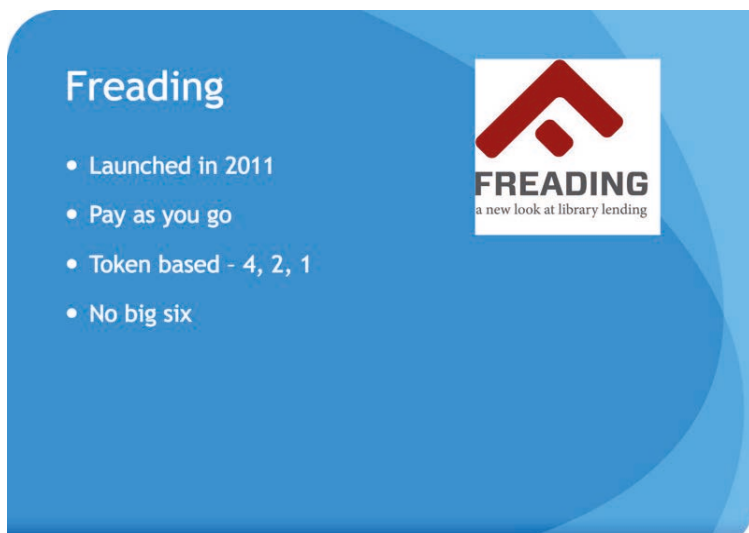 Freading
• Launched in 2011
• Pay as you go
• Token based – 4, 2, 1
• No big six
FREADING
a new look at library lending